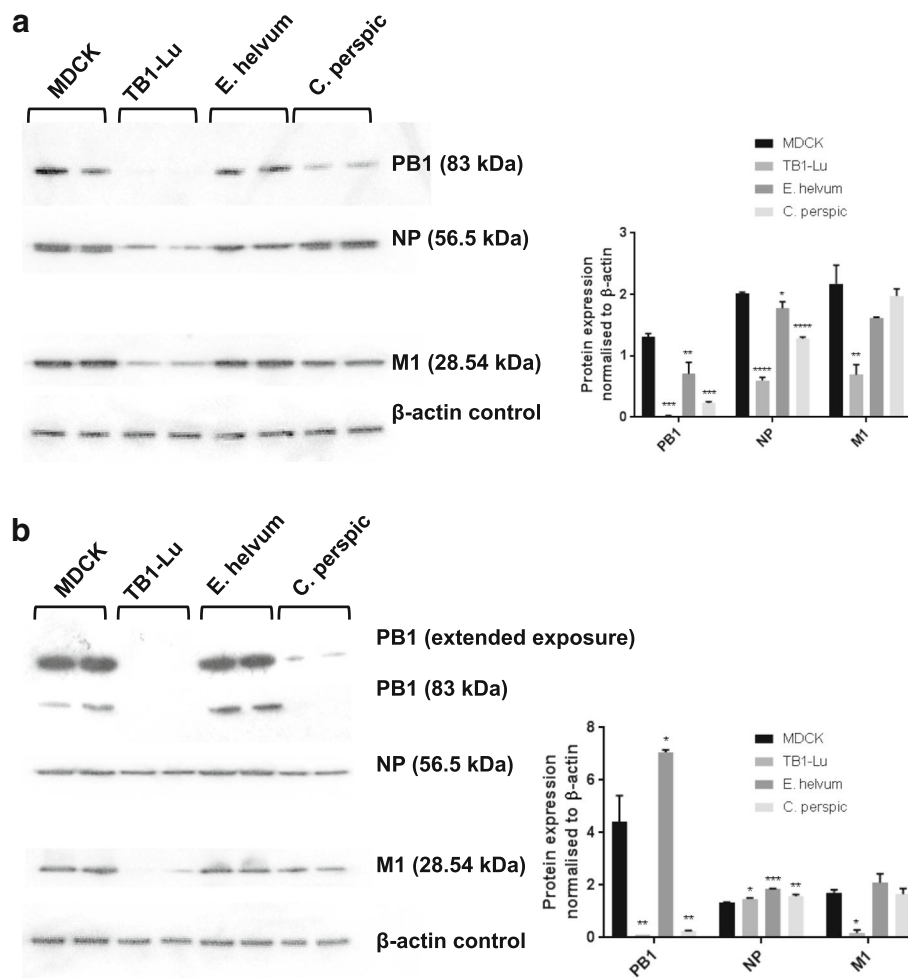 a
MDCK
TB1-Lu
E. helvum
C. perspic
PB1 (83 kDa)
NP (56.5 kDa)
M1 (28.54 kDa)
β-actin control
MDCK
TB1-Lu
E. helvum
C. perspic
Protein expression
normalised to β-actin
3
2
1
0
***
**
***
****
*
****
**
PB1
NP
M1
b
MDCK
TB1-Lu
E. helvum
C. perspic
PB1 (extended exposure)
PB1 (83 kDa)
NP (56.5 kDa)
M1 (28.54 kDa)
β-actin control
MDCK
TB1-Lu
E. helvum
C. perspic
Protein expression
normalised to β-actin
8
6
4
2
0
**
*
**
*
***
**
*
PB1
NP
M1